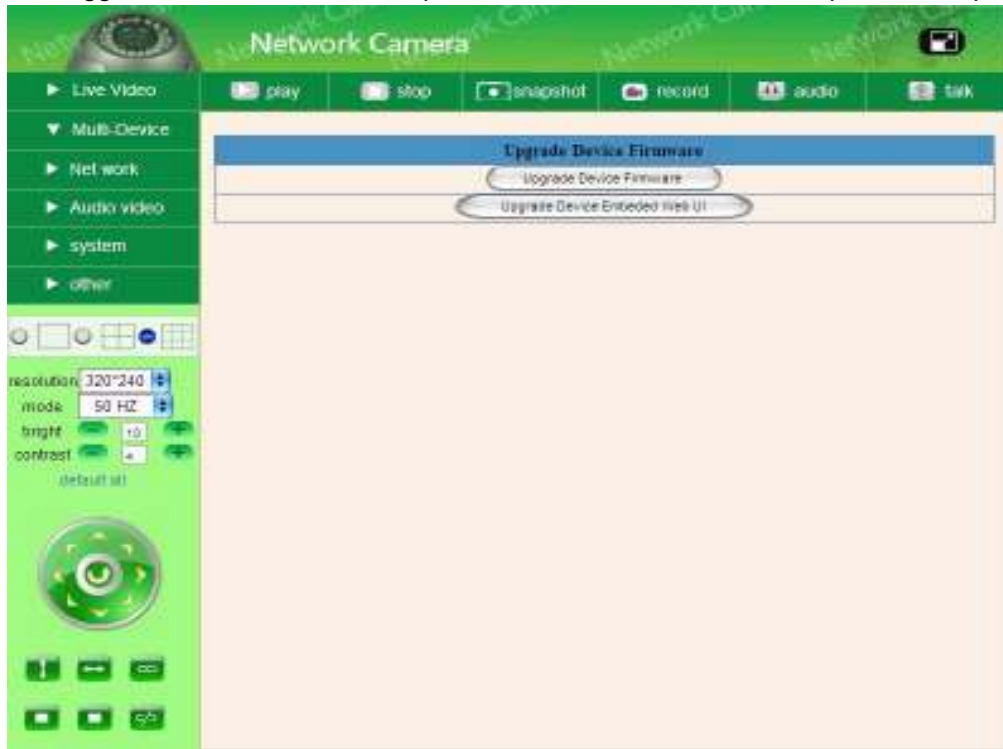 Network Camera
Live Video
play
stop
snapshot
record
audio
talk
Multi-Device
Net work
Audio video
system
other
Upgrade Device Firmware
Upgrade Device Firmware
Upgrade Device Embeded Web UI
resolution 320*240
mode 50 HZ
bright 10
contrast 4
default all